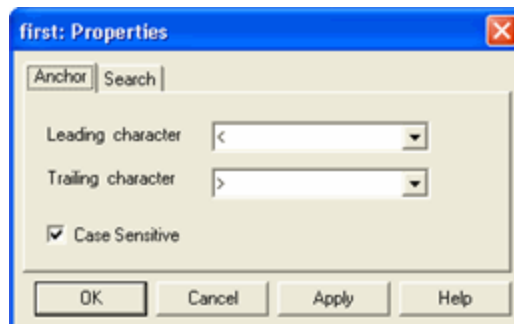 first: Properties
Anchor Search
Leading character <
Trailing character >
Case Sensitive
OK Cancel Apply Help